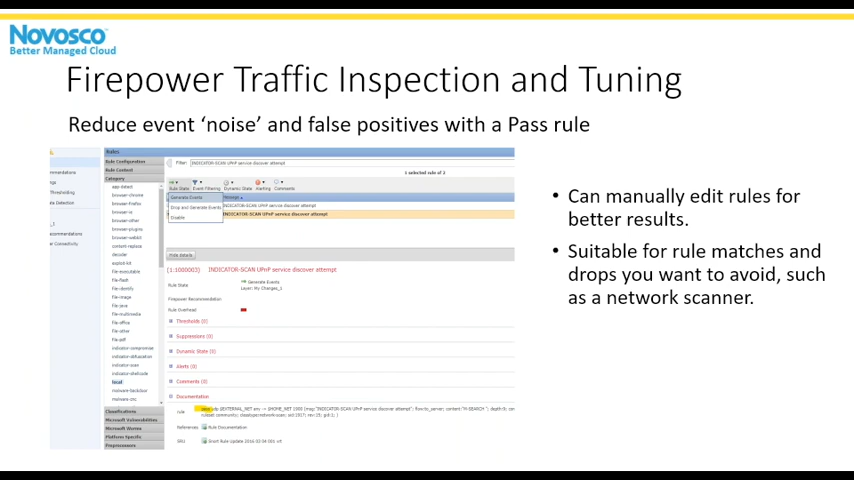 Novosco
Better Managed Cloud
Firepower Traffic Inspection and Tuning
Reduce event ‘noise’ and false positives with a Pass rule
• Can manually edit rules for
better results.
• Suitable for rule matches and
drops you want to avoid, such
as a network scanner.
Rules
Rule Configuration
Rule Content
Category
app-detect
browser-chrome
browser-firefox
browser-ie
browser-other
browser-plugins
browser-webkit
content-replace
decoder
exploit-kit
file-executable
file-flash
file-identify
file-image
file-java
file-multimedia
file-office
file-other
file-pdf
indicator-compromise
indicator-obfuscation
indicator-scan
indicator-shellcode
local
malware-backdoor
malware-cnc
Classifications
Microsoft Vulnerabilities
Microsoft Worms
Platform Specific
Preprocessors
Filter: INDICATOR-SCAN UPnP service discover attempt
1 selected rule of 2
Rule State Event Filtering Dynamic State Alerting Comments
Generate Events
Drop and Generate Events
Disable
INDICATOR-SCAN UPnP service discover attempt
INDICATOR-SCAN UPnP service discover attempt
Hide details
(1:1000003) INDICATOR-SCAN UPnP service discover attempt
Rule State
Generate Events
Layer: My Changes_1
Firepower Recommendation
Rule Overhead
Thresholds (0)
Suppressions (0)
Dynamic State (0)
Alerts (0)
Comments (0)
Documentation
rule
References Rule Documentation
SRU